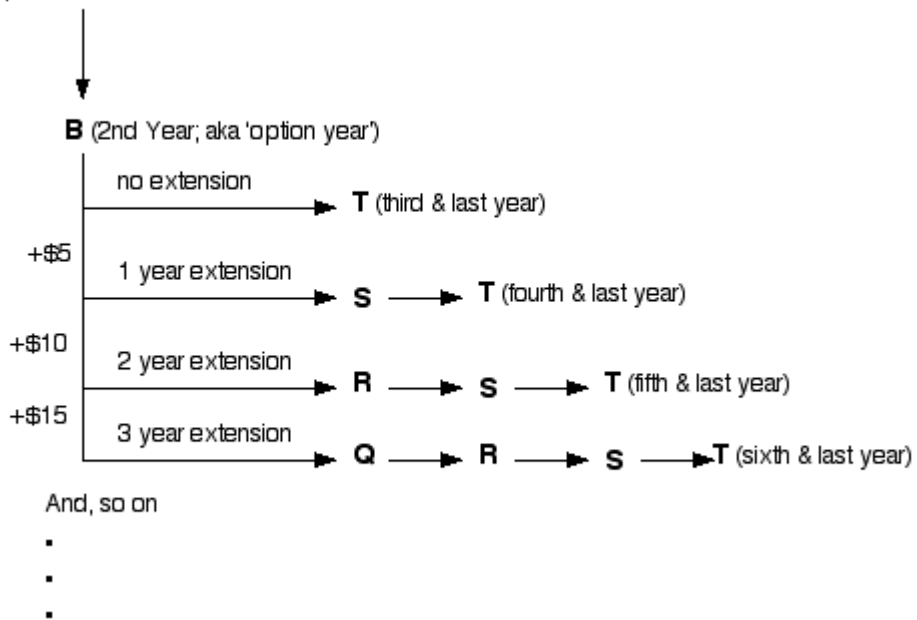 B (2nd Year; aka 'option year')
no extension
T (third & last year)
+$5
1 year extension
S
T (fourth & last year)
+$10
2 year extension
R
S
T (fifth & last year)
+$15
3 year extension
Q
R
S
T (sixth & last year)
And, so on